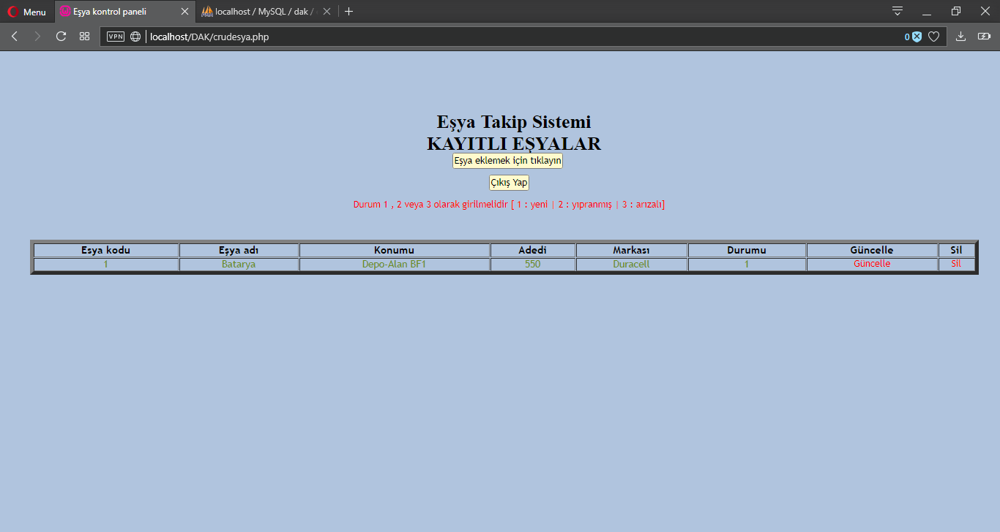 Menu
Eşya kontrol paneli
localhost / MySQL / dak /
VPN
localhost/DAK/crudesya.php
0
Eşya Takip Sistemi
KAYITLI EŞYALAR
Eşya eklemek için tıklayın
Çıkış Yap
Durum 1 , 2 veya 3 olarak girilmelidir [ 1 : yeni | 2 : yıpranmış | 3 : arızalı]
Esya kodu Eşya adı Konumu Adedi Markası Durumu Güncelle Sil
1 Batarya Depo-Alan BF1 550 Duracell 1 Güncelle Sil